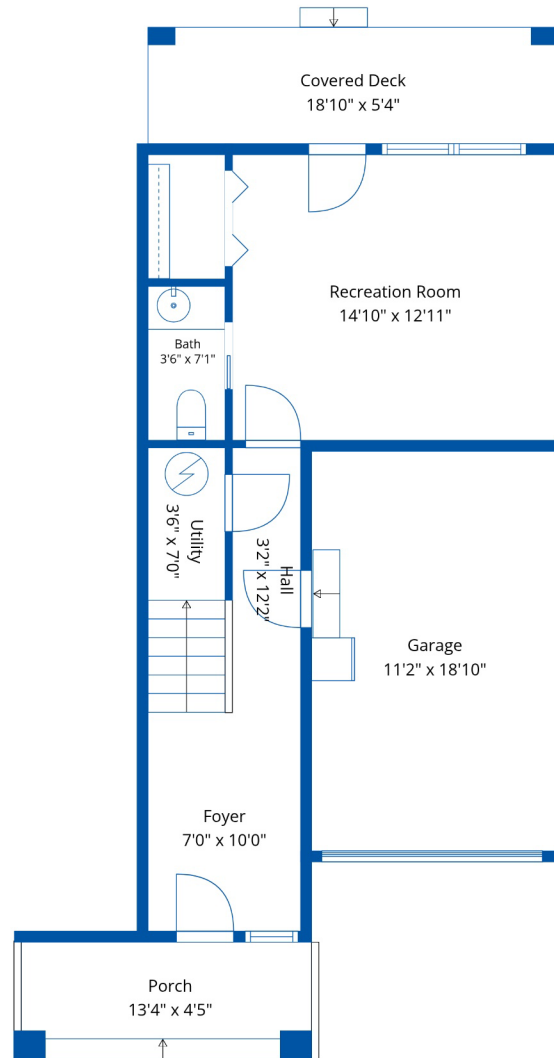 Covered Deck
18'10" x 5'4"
Recreation Room
14'10" x 12'11"
Bath
3'6" x 7'1"
Utility
3'6" x 7'0"
Hall
3'2" x 12'2"
Garage
11'2" x 18'10"
Foyer
7'0" x 10'0"
Porch
13'4" x 4'5"